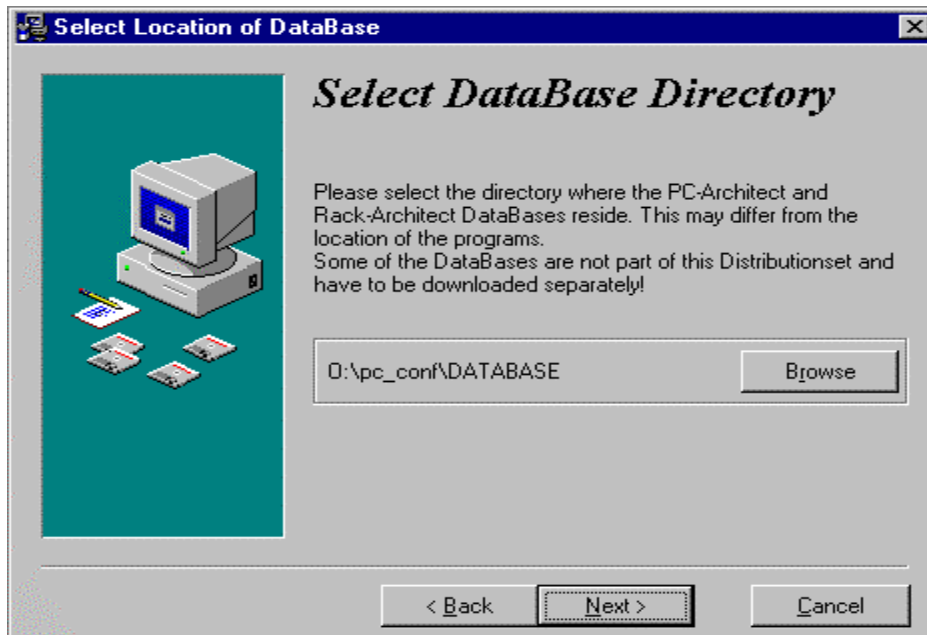 Select Location of DataBase
Select DataBase Directory
Please select the directory where the PC-Architect and
Rack-Architect DataBases reside. This may differ from the
location of the programs.
Some of the DataBases are not part of this Distributionset and
have to be downloaded separately!
O:\pc_conf\DATABASE
Browse
< Back
Next >
Cancel